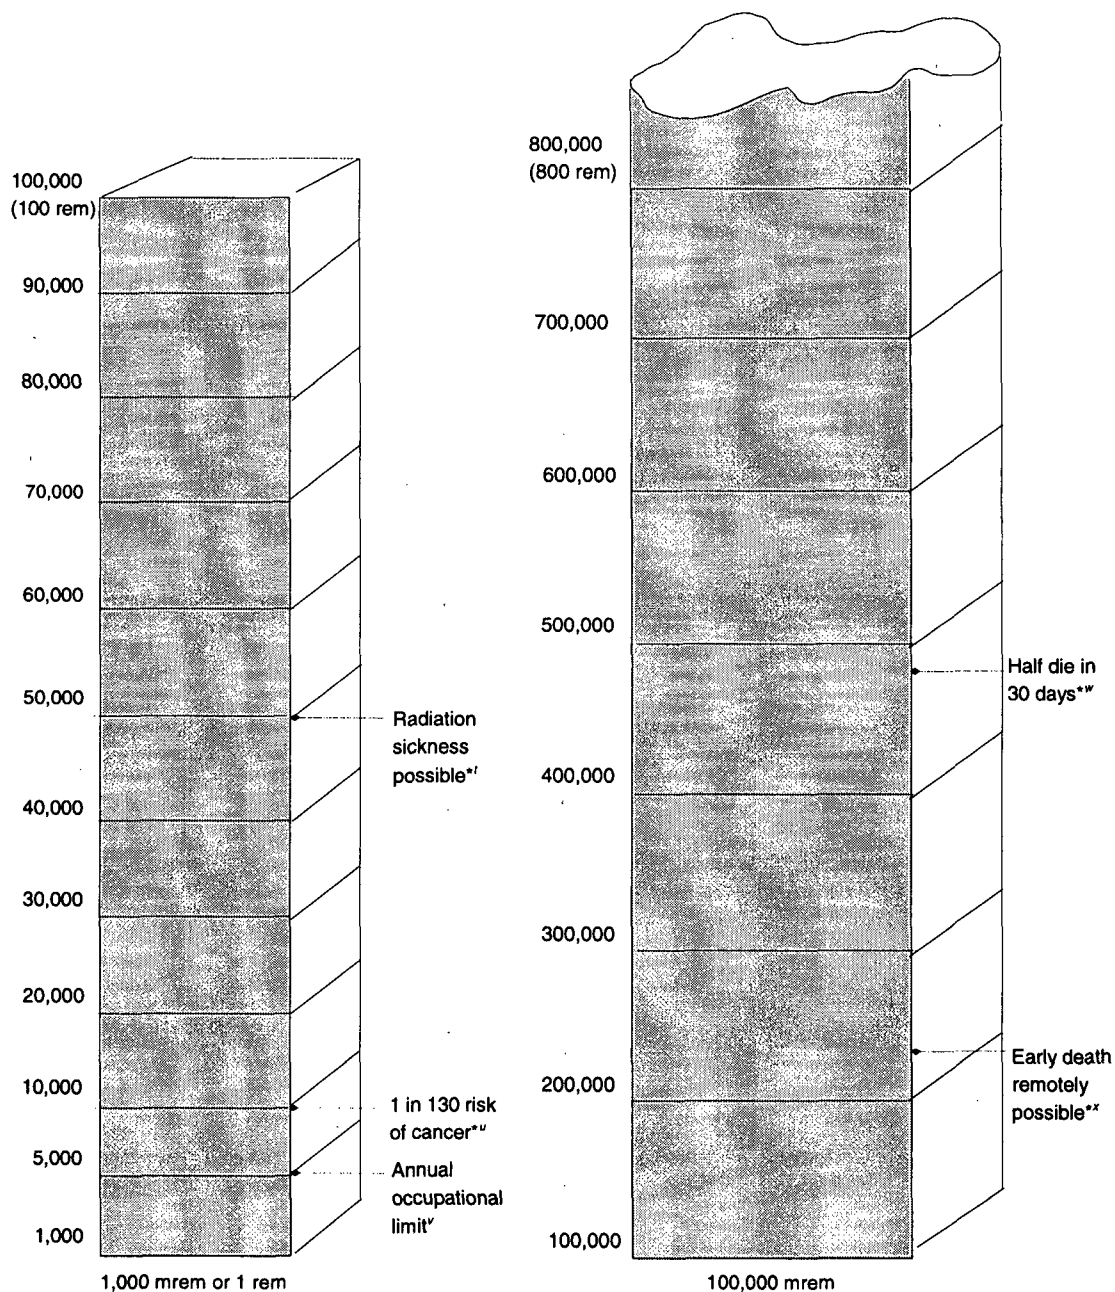 100,000
(100 rem)
90,000
80,000
70,000
60,000
50,000
Radiation
sickness
possible*t
40,000
30,000
20,000
10,000
1 in 130 risk
of cancer*u
5,000
Annual
occupational
limitv
1,000
1,000 mrem or 1 rem
800,000
(800 rem)
700,000
600,000
500,000
Half die in
30 days*w
400,000
300,000
Early death
remotely
possible*x
200,000
100,000
100,000 mrem